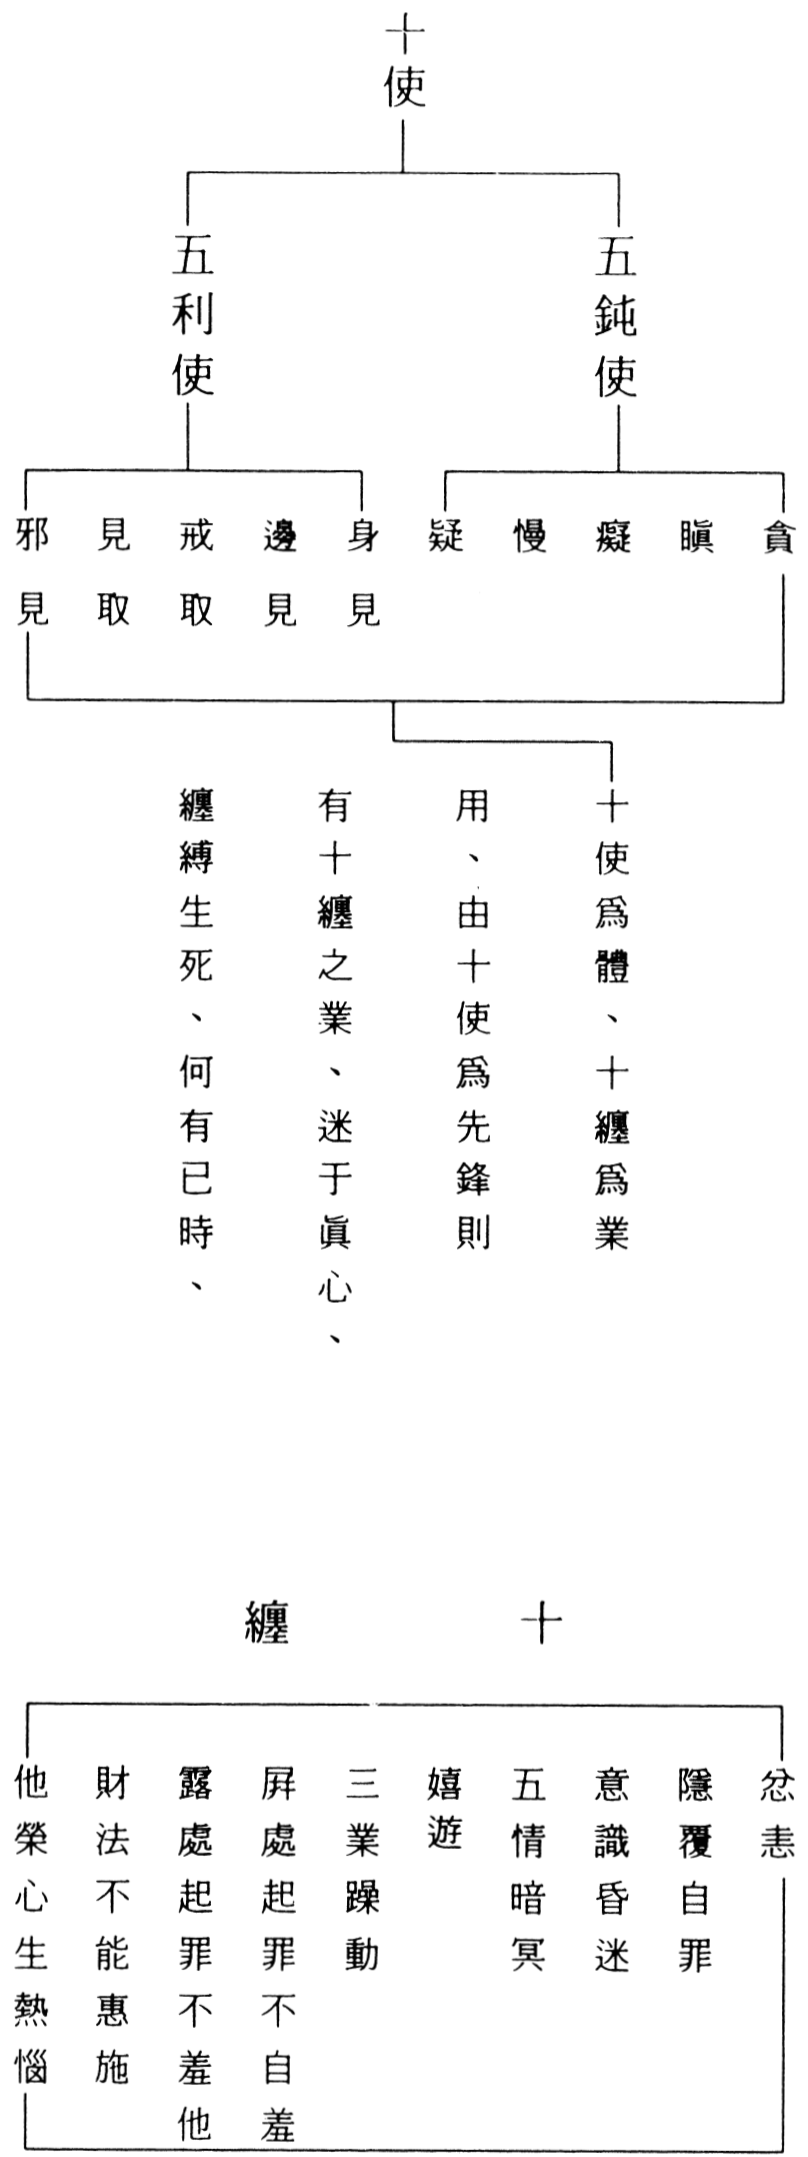 十使
五鈍使
五利使
貪
瞋
癡
慢
疑
身見
邊見
戒取
見取
邪見
十使爲體、十纏爲業
用、由十使爲先鋒則
有十纏之業、迷于眞心、
纏縛生死、何有已時、
十纏
忿恚
隱覆自罪
意識昏迷
五情暗冥
嬉遊
三業躁動
屛處起罪不自羞
露處起罪不羞他
財法不能惠施
他榮心生熱惱